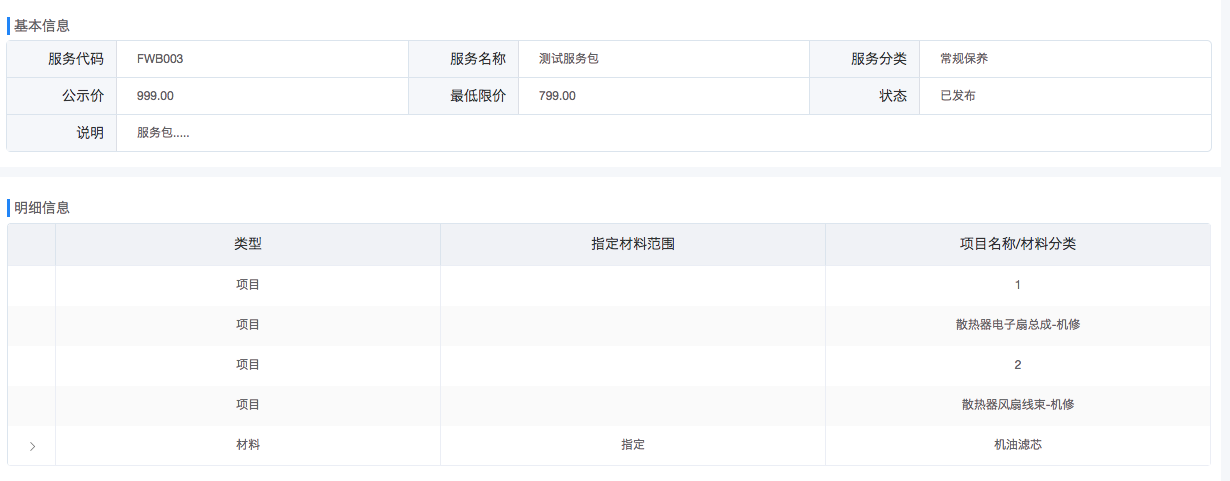 基本信息
服务代码 FWB003 服务名称 测试服务包 服务分类 常规保养
公示价 999.00 最低限价 799.00 状态 已发布
说明 服务包.....
明细信息
类型 指定材料范围 项目名称/材料分类
项目 1
项目 散热器电子扇总成-机修
项目 2
项目 散热器风扇线束-机修
材料 指定 机油滤芯